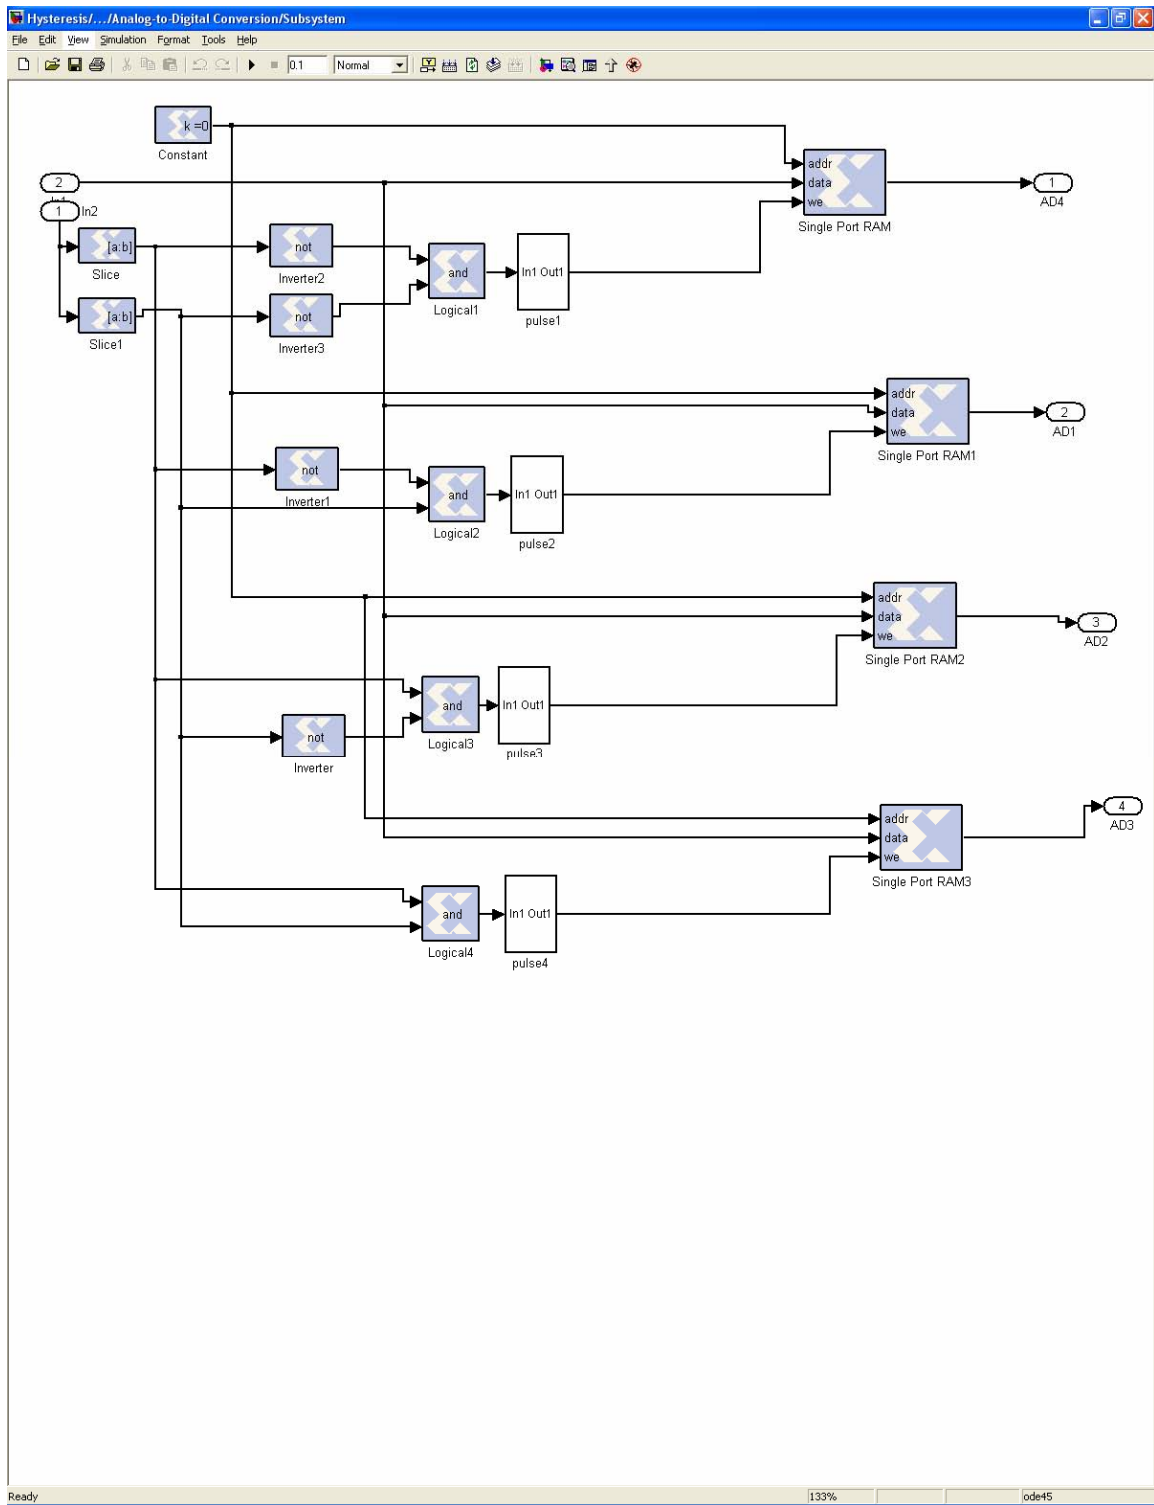 Hysteresis/.../Analog-to-Digital Conversion/Subsystem
File Edit View Simulation Format Tools Help
0.1 Normal
k =0
Constant
addr
data
we
Single Port RAM
1
AD4
2
1
In2
[a:b]
Slice
[a:b]
Slice1
not
Inverter2
not
Inverter3
and
Logical1
In1 Out1
pulse1
addr
data
we
Single Port RAM1
2
AD1
not
Inverter1
and
Logical2
In1 Out1
pulse2
addr
data
we
Single Port RAM2
3
AD2
and
Logical3
In1 Out1
pulse3
not
Inverter
addr
data
we
Single Port RAM3
4
AD3
and
Logical4
In1 Out1
pulse4
Ready 133% ode45